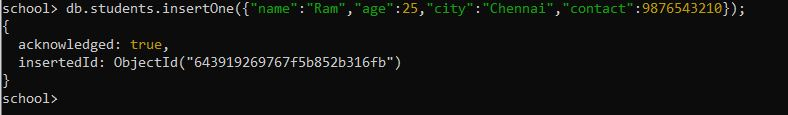 school> db.students.insertOne({"name":"Ram","age":25,"city":"Chennai","contact":9876543210});
{
  acknowledged: true,
  insertedId: ObjectId("643919269767f5b852b316fb")
}
school>